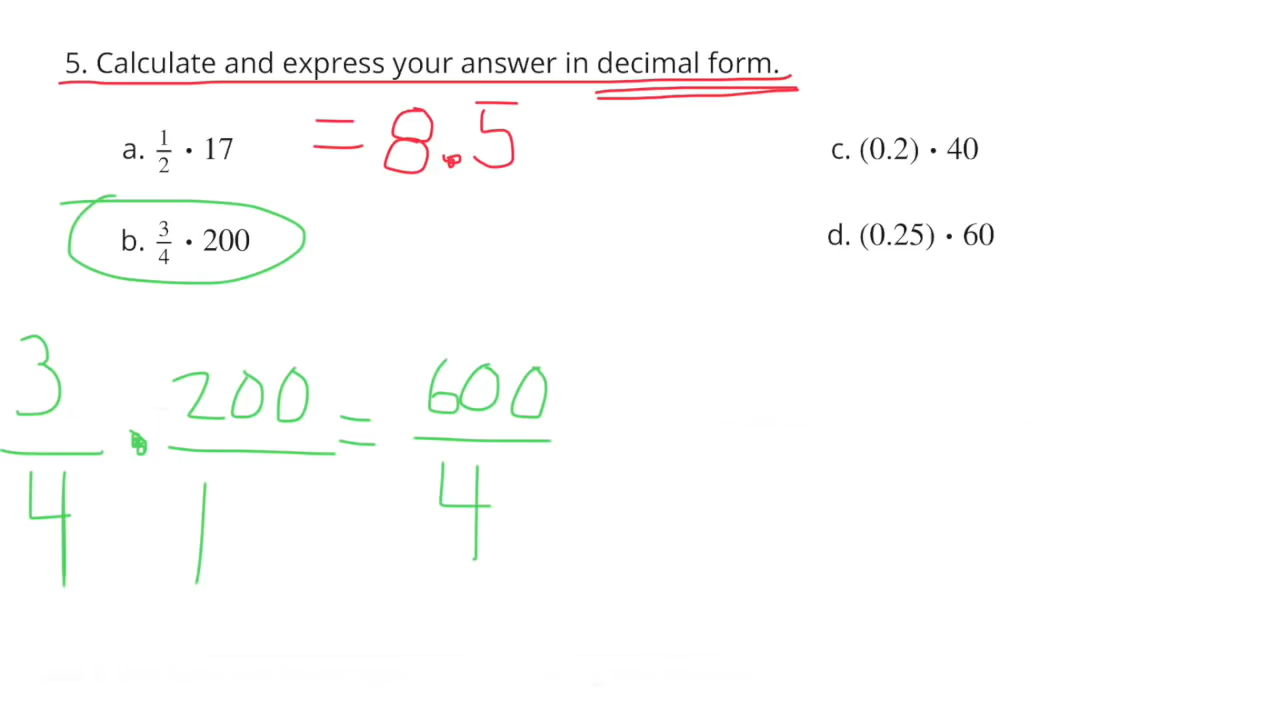 5. Calculate and express your answer in decimal form.
a. 1/2 · 17 = 8.5
c. (0.2) · 40
b. 3/4 · 200
d. (0.25) · 60
3/4 · 200/1 = 600/4